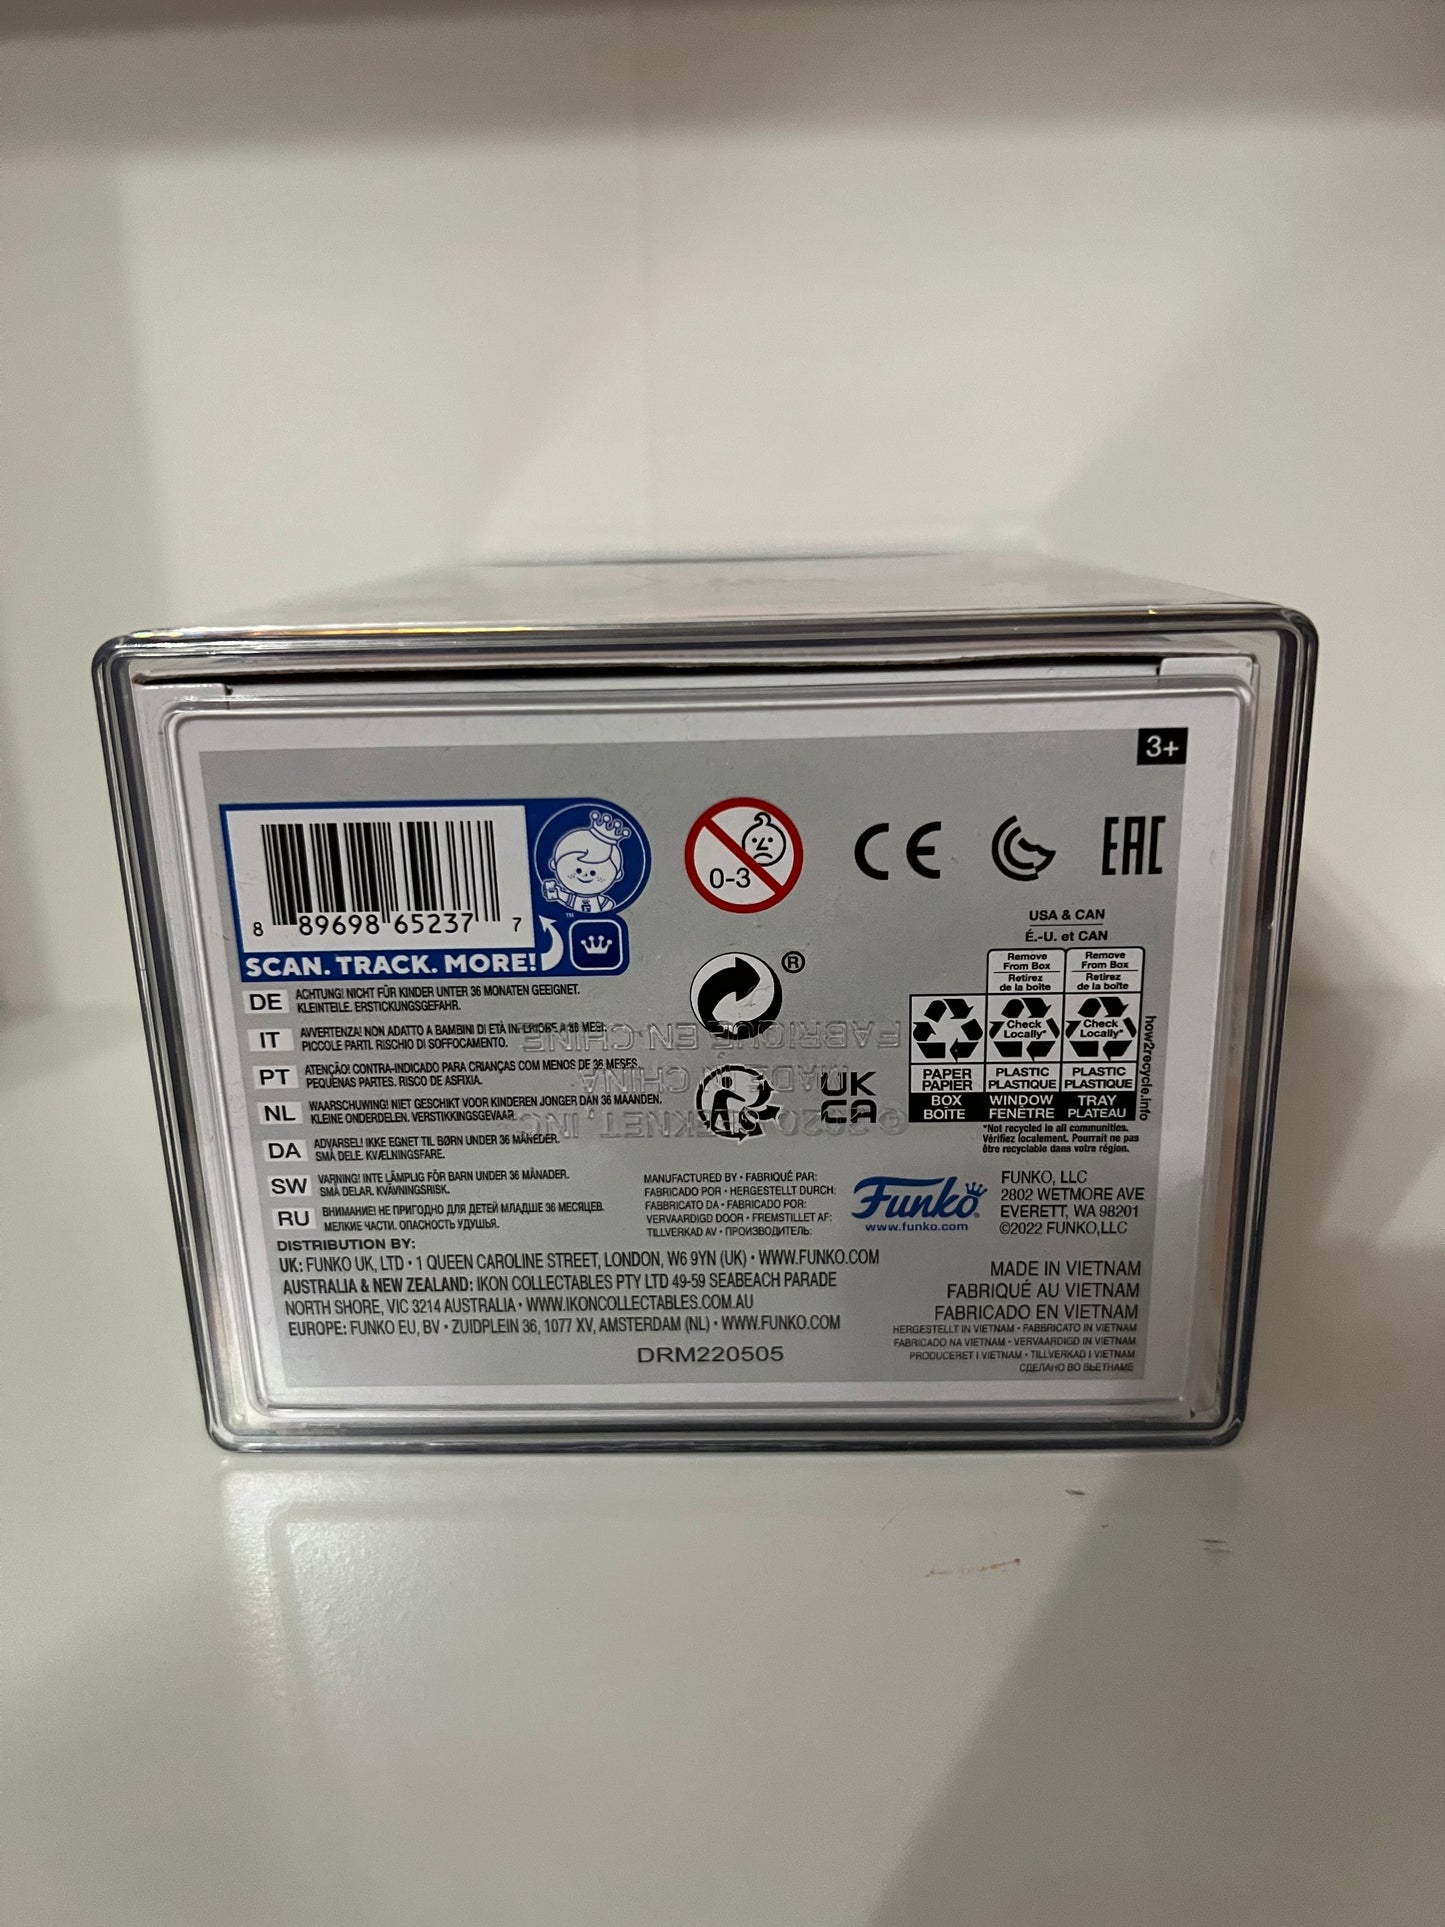 3+
8 89698 65237 7
SCAN. TRACK. MORE!
TM
0-3
CE
EAC
®
UK
CA
USA & CAN
É.-U. et CAN
Remove
From Box
Retirez
de la boîte
Remove
From Box
Retirez
de la boîte
Check
Locally*
Check
Locally*
PAPER
PAPIER
PLASTIC
PLASTIQUE
PLASTIC
PLASTIQUE
BOX
BOÎTE
WINDOW
FENÊTRE
TRAY
PLATEAU
how2recycle.info
*Not recycled in all communities.
Vérifiez localement. Pourrait ne pas
être recyclable dans votre région.
DE ACHTUNG! NICHT FÜR KINDER UNTER 36 MONATEN GEEIGNET.
KLEINTEILE. ERSTICKUNGSGEFAHR.
IT AVVERTENZA! NON ADATTO A BAMBINI DI ETÀ INFERIORE A 36 MESI.
PICCOLE PARTI. RISCHIO DI SOFFOCAMENTO.
PT ATENÇÃO! CONTRA-INDICADO PARA CRIANÇAS COM MENOS DE 36 MESES.
PEQUENAS PARTES. RISCO DE ASFIXIA.
NL WAARSCHUWING! NIET GESCHIKT VOOR KINDEREN JONGER DAN 36 MAANDEN.
KLEINE ONDERDELEN. VERSTIKKINGSGEVAAR.
DA ADVARSEL! IKKE EGNET TIL BØRN UNDER 36 MÅNEDER.
SMÅ DELE. KVÆLNINGSFARE.
SW VARNING! INTE LÄMPLIG FÖR BARN UNDER 36 MÅNADER.
SMÅ DELAR. KVÄVNINGSRISK.
RU ВНИМАНИЕ! НЕ ПРИГОДНО ДЛЯ ДЕТЕЙ МЛАДШЕ 36 МЕСЯЦЕВ.
МЕЛКИЕ ЧАСТИ. ОПАСНОСТЬ УДУШЬЯ.
FABRIQUE EN CHINE
MADE IN CHINA
© 2020 GEEKNET, INC
MANUFACTURED BY • FABRIQUÉ PAR:
FABRICADO POR • HERGESTELLT DURCH:
FABBRICATO DA • FABRICADO POR:
VERVAARDIGD DOOR • FREMSTILLET AF:
TILLVERKAD AV • ПРОИЗВОДИТЕЛЬ:
Funko
www.funko.com
FUNKO, LLC
2802 WETMORE AVE
EVERETT, WA 98201
©2022 FUNKO,LLC
DISTRIBUTION BY:
UK: FUNKO UK, LTD • 1 QUEEN CAROLINE STREET, LONDON, W6 9YN (UK) • WWW.FUNKO.COM
AUSTRALIA & NEW ZEALAND: IKON COLLECTABLES PTY LTD 49-59 SEABEACH PARADE
NORTH SHORE, VIC 3214 AUSTRALIA • WWW.IKONCOLLECTABLES.COM.AU
EUROPE: FUNKO EU, BV • ZUIDPLEIN 36, 1077 XV, AMSTERDAM (NL) • WWW.FUNKO.COM
DRM220505
MADE IN VIETNAM
FABRIQUÉ AU VIETNAM
FABRICADO EN VIETNAM
HERGESTELLT IN VIETNAM • FABBRICATO IN VIETNAM
FABRICADO NA VIETNAM • VERVAARDIGD IN VIETNAM
PRODUCERET I VIETNAM • TILLVERKAD I VIETNAM
СДЕЛАНО ВО ВЬЕТНАМЕ